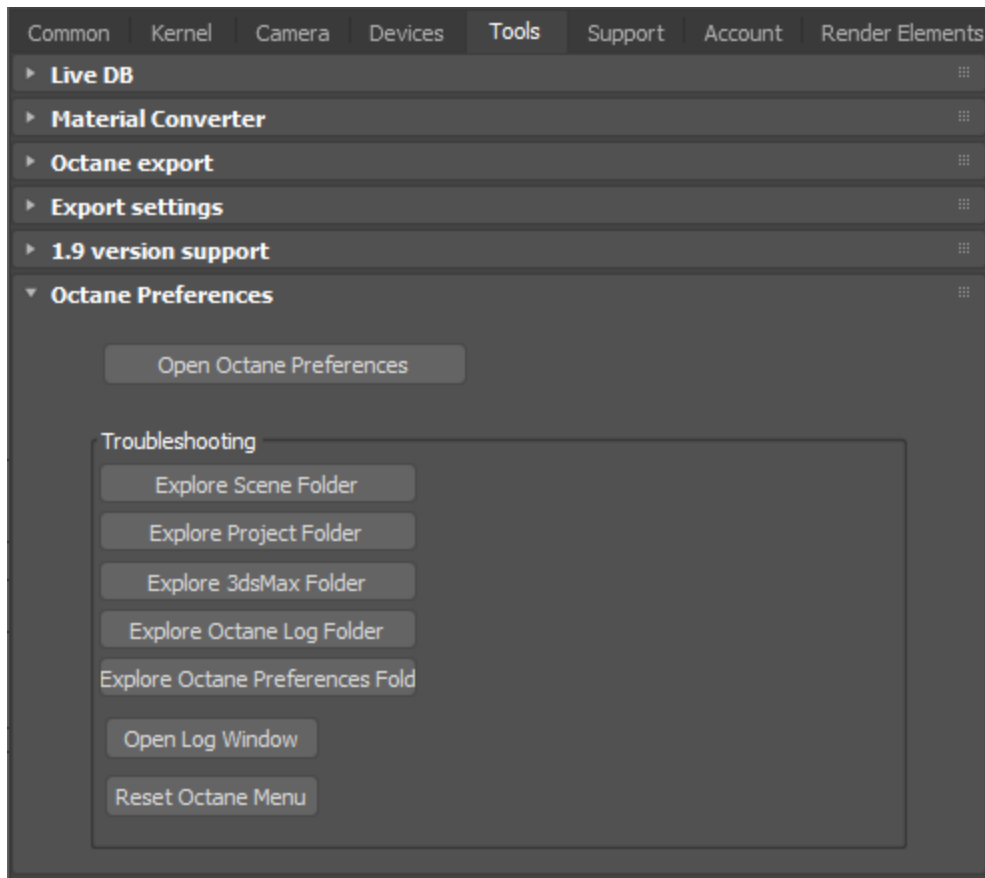 Common Kernel Camera Devices Tools Support Account Render Elements
Live DB
Material Converter
Octane export
Export settings
1.9 version support
Octane Preferences
Open Octane Preferences
Troubleshooting
Explore Scene Folder
Explore Project Folder
Explore 3dsMax Folder
Explore Octane Log Folder
Explore Octane Preferences Fold
Open Log Window
Reset Octane Menu